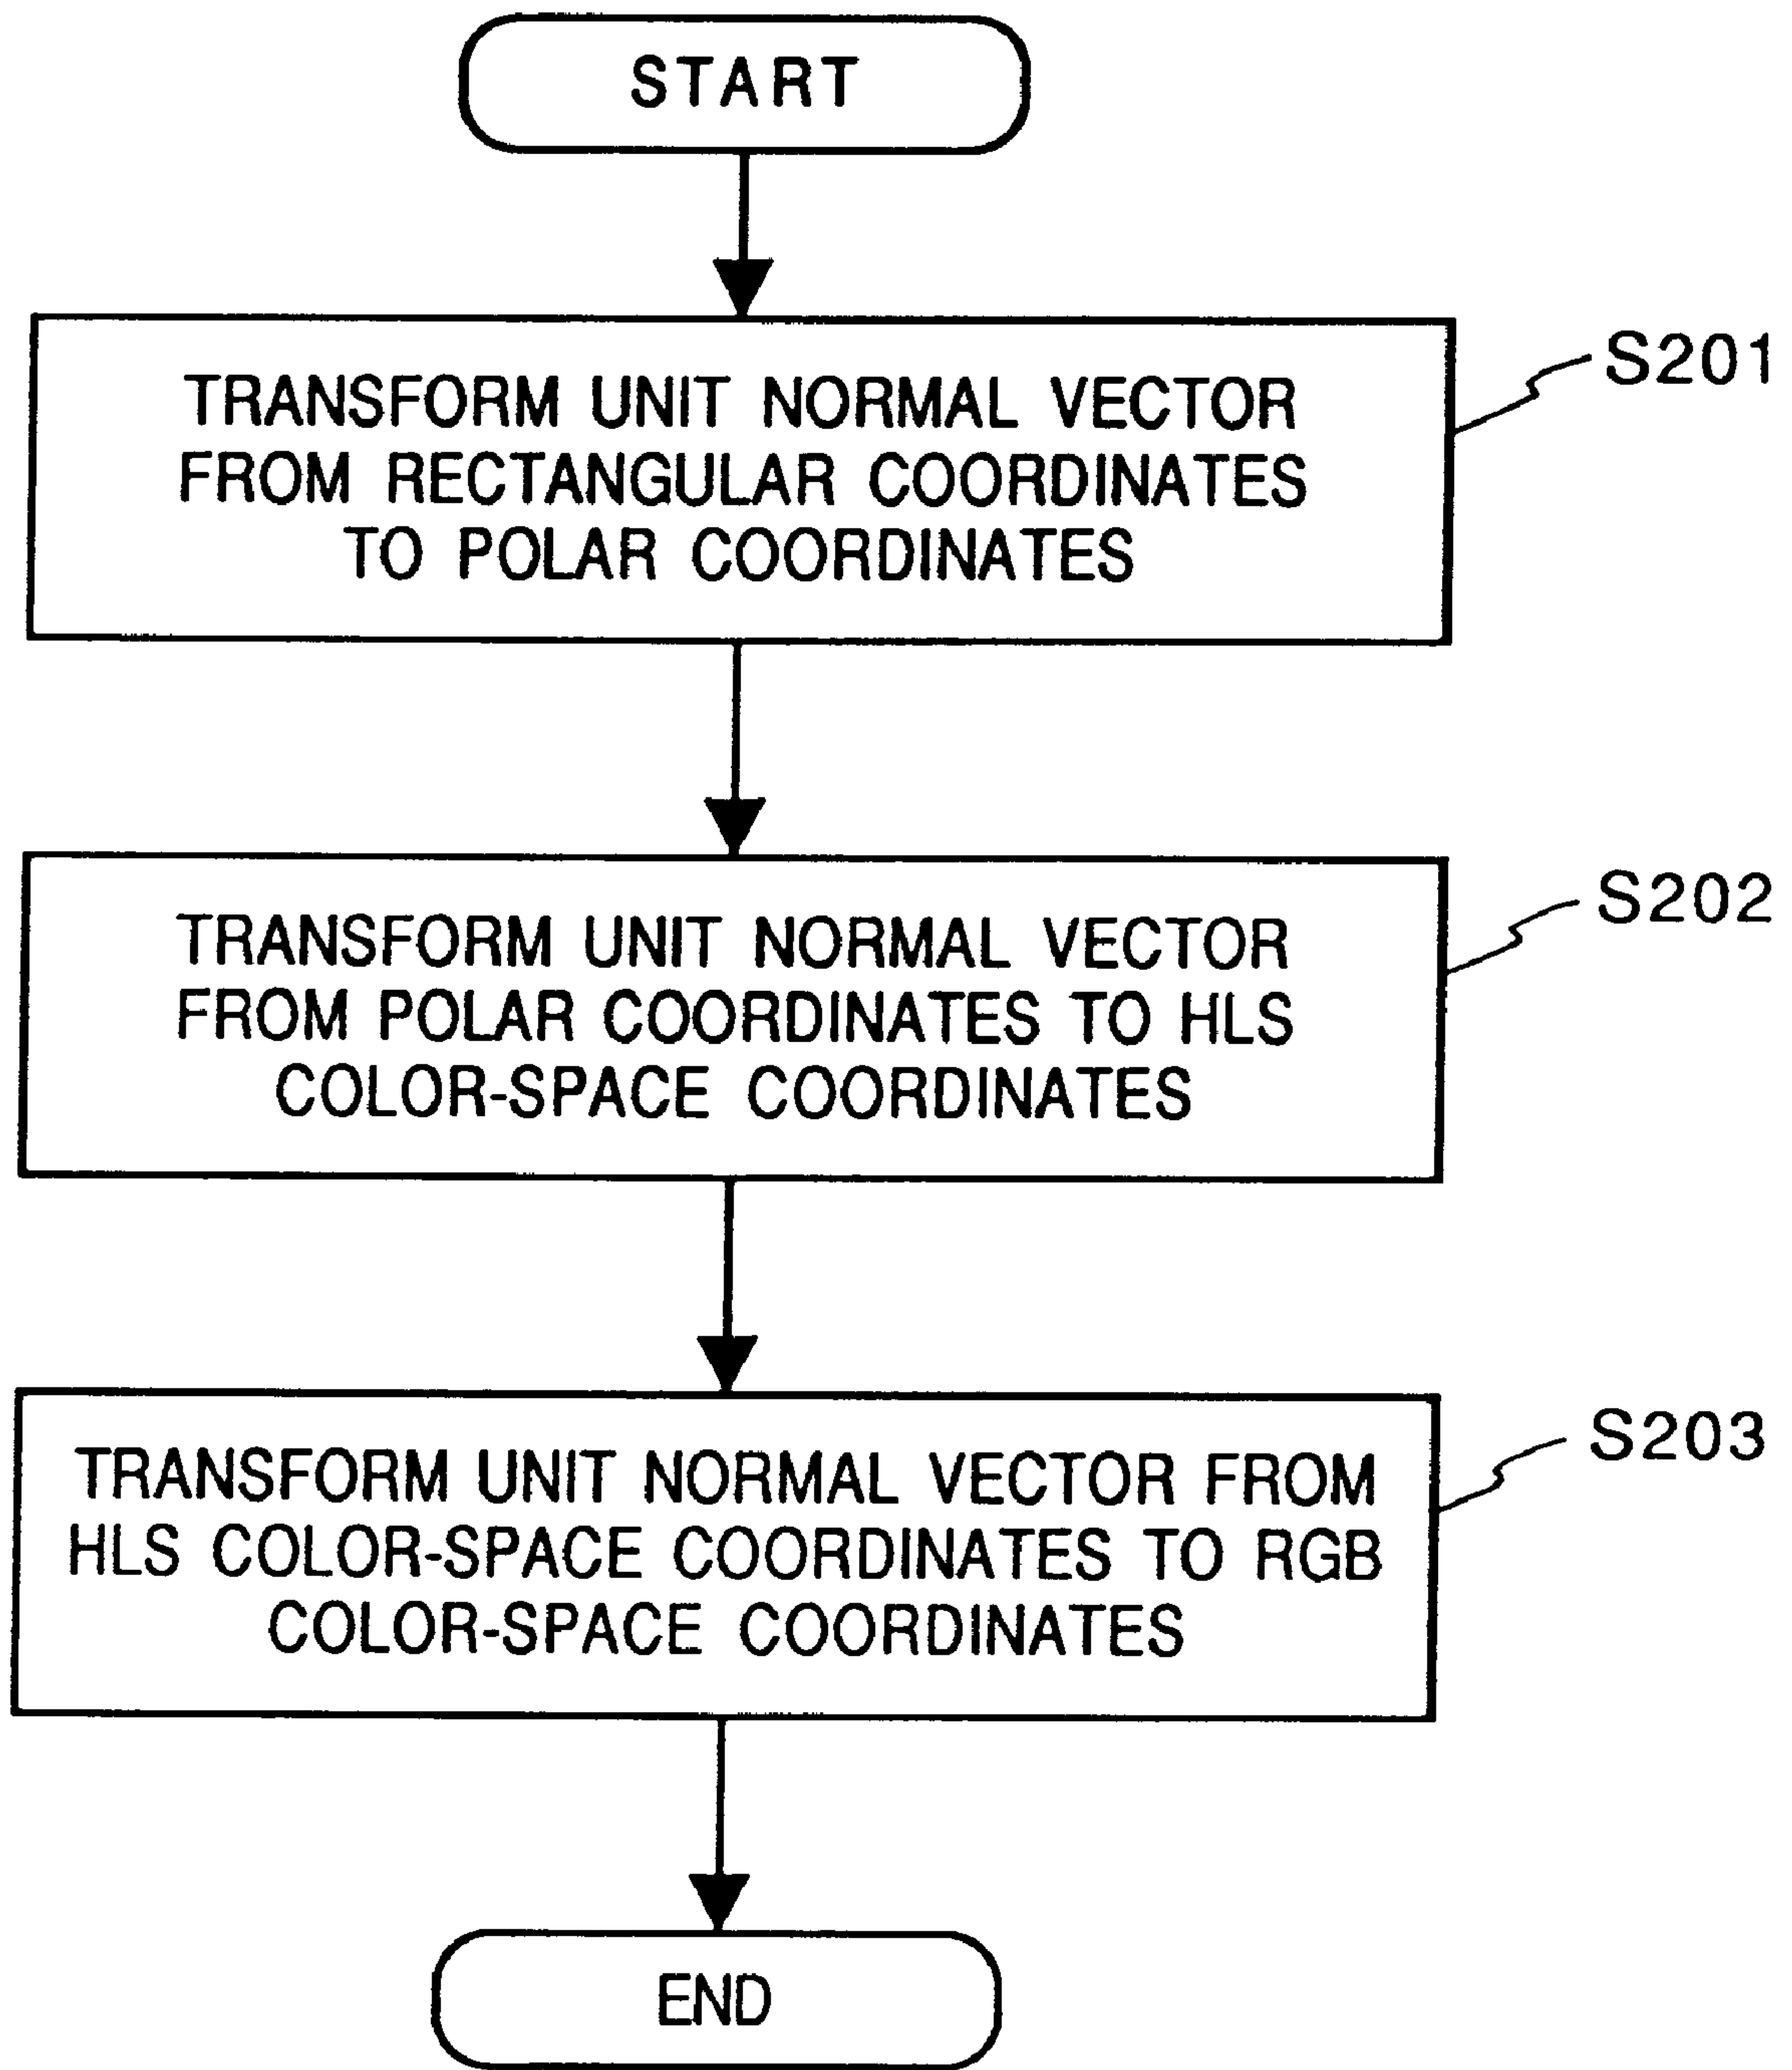 START
TRANSFORM UNIT NORMAL VECTOR
FROM RECTANGULAR COORDINATES
TO POLAR COORDINATES
S201
TRANSFORM UNIT NORMAL VECTOR
FROM POLAR COORDINATES TO HLS
COLOR-SPACE COORDINATES
S202
TRANSFORM UNIT NORMAL VECTOR FROM
HLS COLOR-SPACE COORDINATES TO RGB
COLOR-SPACE COORDINATES
S203
END